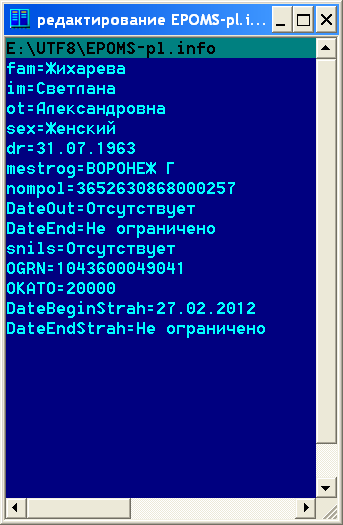 редактирование EPOMS-pl.i...
E:\UTF8\EPOMS-pl.info
fam=Жихарева
im=Светлана
ot=Александровна
sex=Женский
dr=31.07.1963
mestrog=ВОРОНЕЖ Г
nompol=3652630868000257
DateOut=Отсутствует
DateEnd=Не ограничено
snils=Отсутствует
OGRN=1043600049041
OKATO=20000
DateBeginStrah=27.02.2012
DateEndStrah=Не ограничено